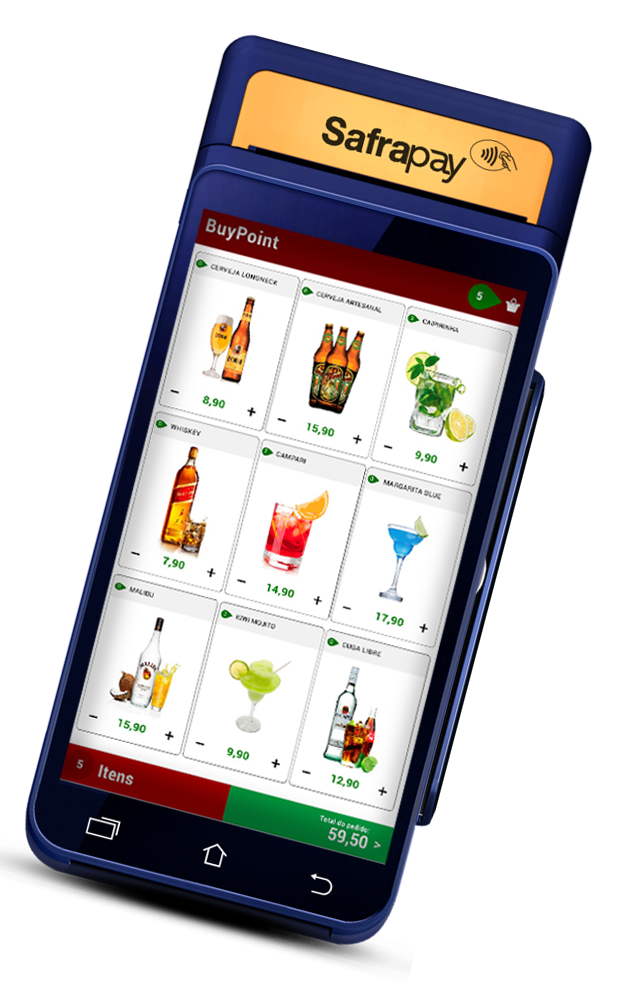 Safrapay
BuyPoint
5
CERVEJA LONGNECK
CERVEJA ARTESANAL
CAIPIRINHA
- 8,90 +
- 15,90 +
- 9,90 +
WHISKEY
CAMPARI
MARGARITA BLUE
- 7,90 +
- 14,90 +
- 17,90 +
MALIBU
KIWI MOJITO
CUBA LIBRE
- 15,90 +
- 9,90 +
- 12,90 +
5 Itens
Total do pedido:
59,50 >